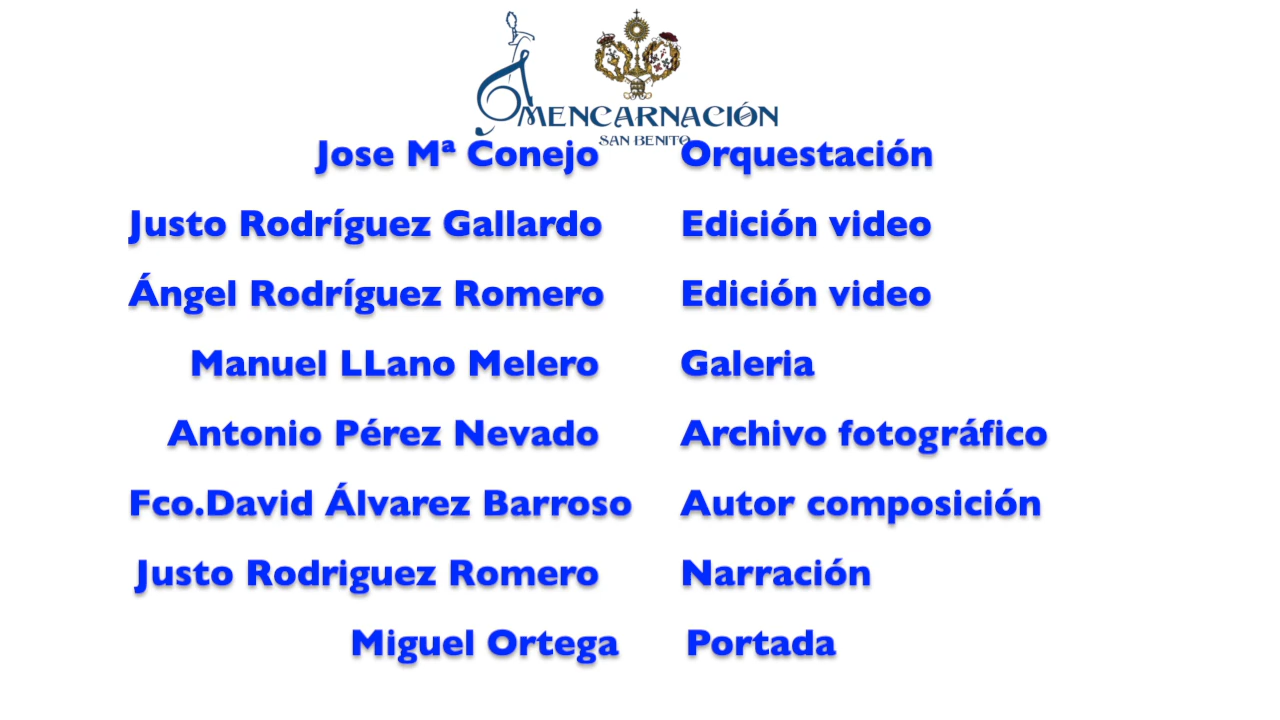 AMENCARNACIÓN
SAN BENITO
Jose Mª Conejo Orquestación
Justo Rodríguez Gallardo Edición video
Ángel Rodríguez Romero Edición video
Manuel LLano Melero Galeria
Antonio Pérez Nevado Archivo fotográfico
Fco.David Álvarez Barroso Autor composición
Justo Rodriguez Romero Narración
Miguel Ortega Portada